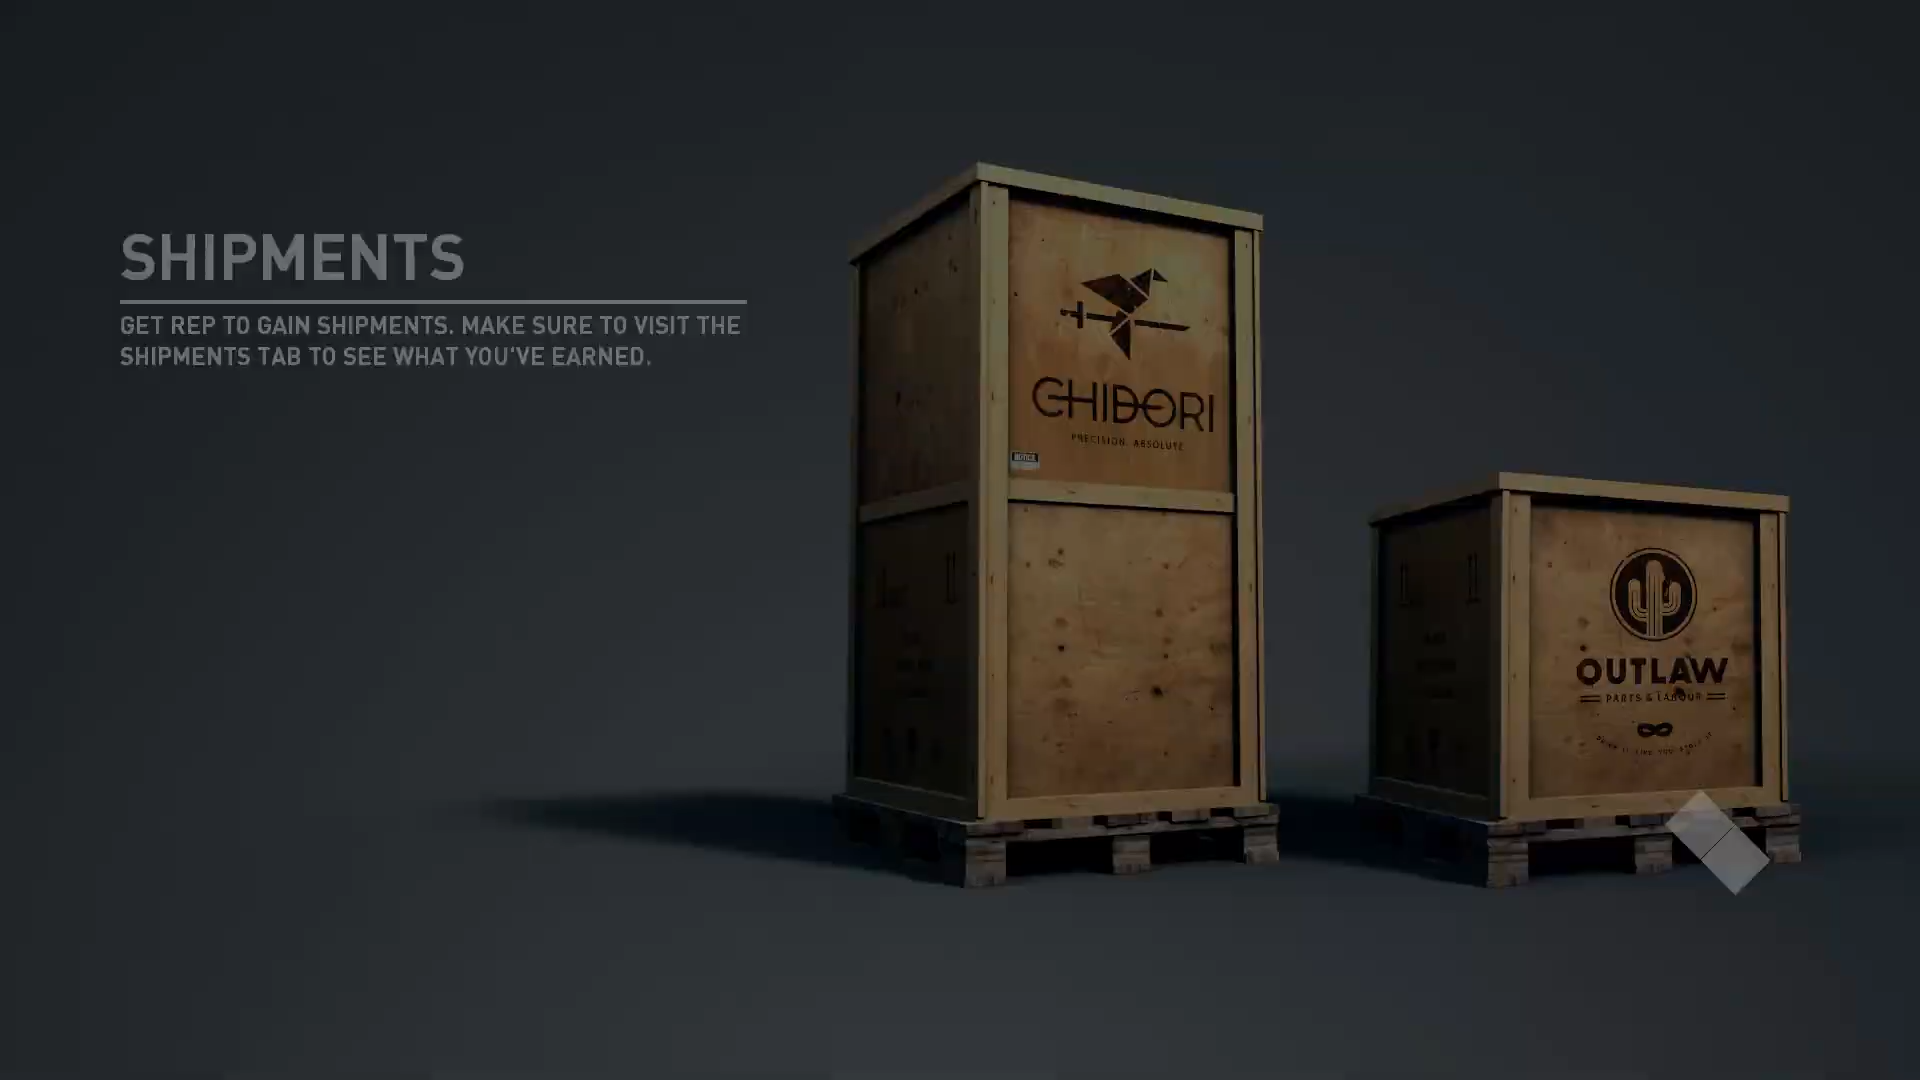 SHIPMENTS
GET REP TO GAIN SHIPMENTS. MAKE SURE TO VISIT THE
SHIPMENTS TAB TO SEE WHAT YOU'VE EARNED.
CHIDORI
PRECISION. ABSOLUTE
NOTICE
OUTLAW
PARTS & LABOUR